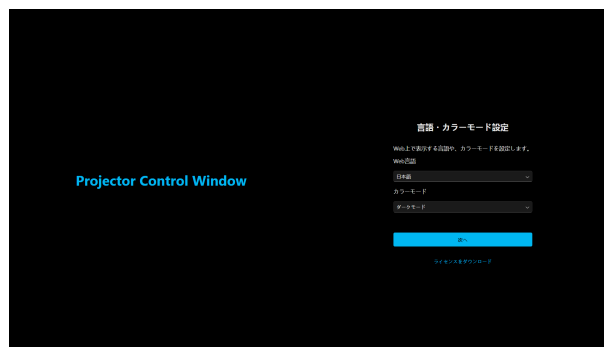 Projector Control Window
言語・カラーモード設定
Web上で表示する言語や、カラーモードを設定します。
Web言語
日本語
カラーモード
ダークモード
次へ
ライセンスをダウンロード